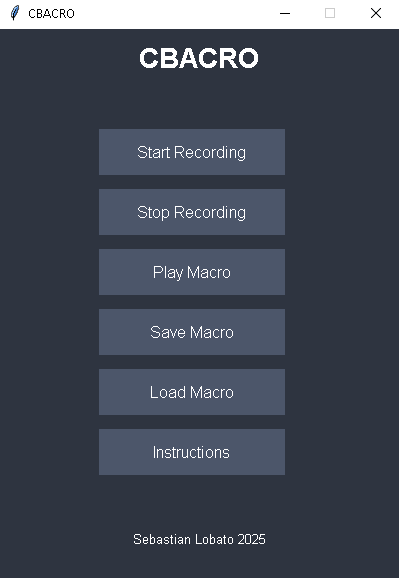 CBACRO
CBACRO
Start Recording
Stop Recording
Play Macro
Save Macro
Load Macro
Instructions
Sebastian Lobato 2025